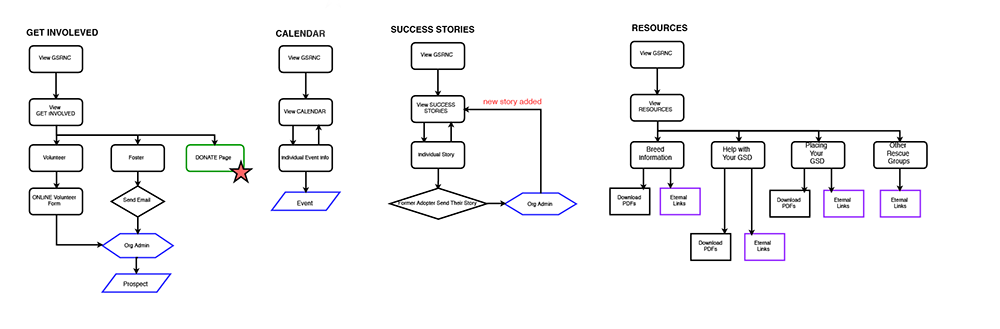 GET INVOLEVED
View GSRNC
View
GET INVOLVED
Volunteer
Foster
DONATE Page
ONLINE Volunteer
Form
Send Email
Org Admin
Prospect
CALENDAR
View GSRNC
View CALENDAR
Individual Event Info
Event
SUCCESS STORIES
View GSRNC
View SUCCESS
STORIES
new story added
Individual Story
Former Adopter Send Their Story
Org Admin
RESOURCES
View GSRNC
View
RESOURCES
Breed
information
Help with
Your GSD
Placing
Your
GSD
Other
Rescue
Groups
Download
PDFs
Eternal
Links
Download
PDFs
Eternal
Links
Download
PDFs
Eternal
Links
Eternal
Links